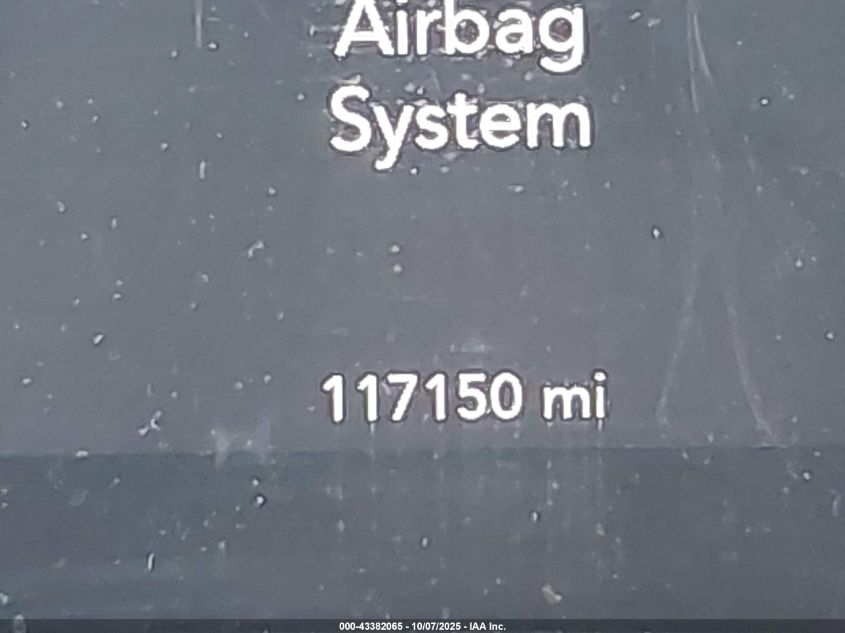 Airbag
System
117150 mi
000-43382065 - 10/07/2025 - IAA Inc.